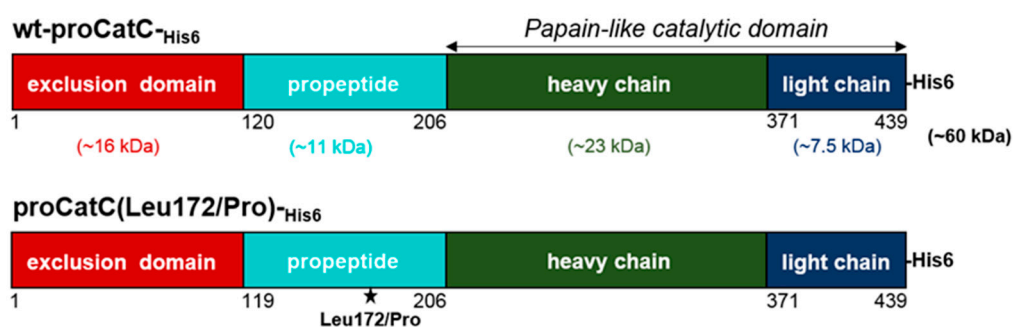 wt-proCatC-His6
Papain-like catalytic domain
exclusion domain propeptide heavy chain light chain -His6
1 120 206 371 439
(~16 kDa) (~11 kDa) (~23 kDa) (~7.5 kDa) (~60 kDa)
proCatC(Leu172/Pro)-His6
exclusion domain propeptide heavy chain light chain -His6
1 119 206 371 439
★
Leu172/Pro